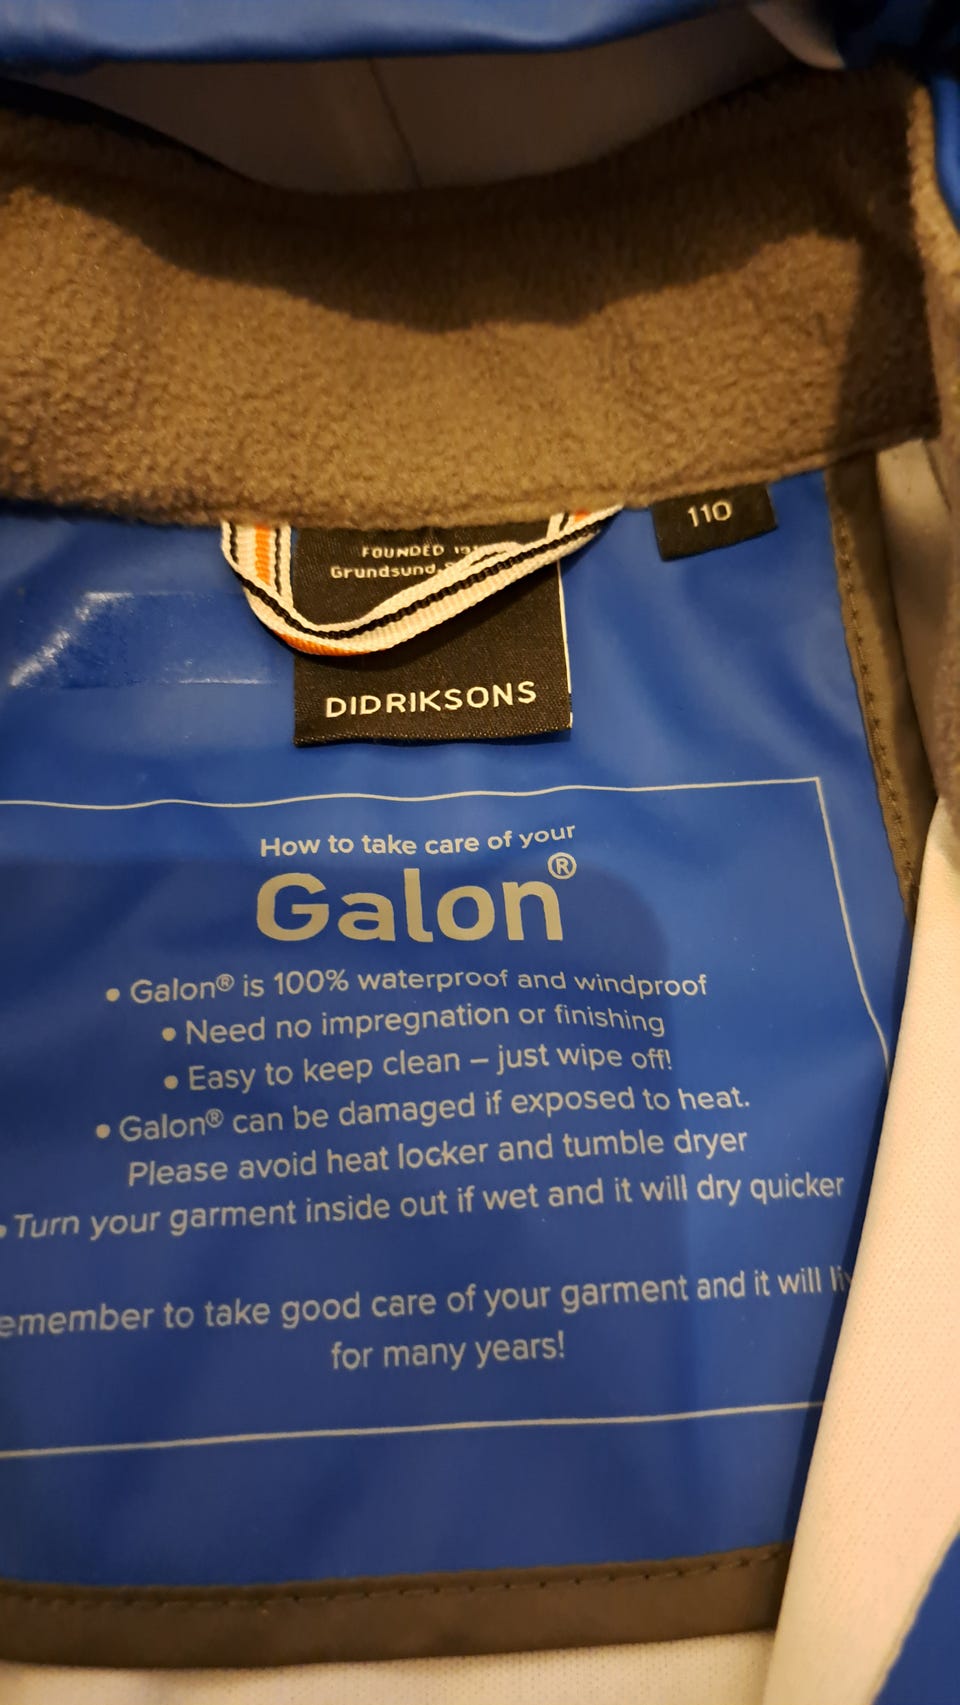 110
FOUNDED
Grundsund,
DIDRIKSONS
How to take care of your
Galon®
• Galon® is 100% waterproof and windproof
• Need no impregnation or finishing
• Easy to keep clean – just wipe off!
• Galon® can be damaged if exposed to heat.
Please avoid heat locker and tumble dryer
• Turn your garment inside out if wet and it will dry quicker
emember to take good care of your garment and it will
for many years!